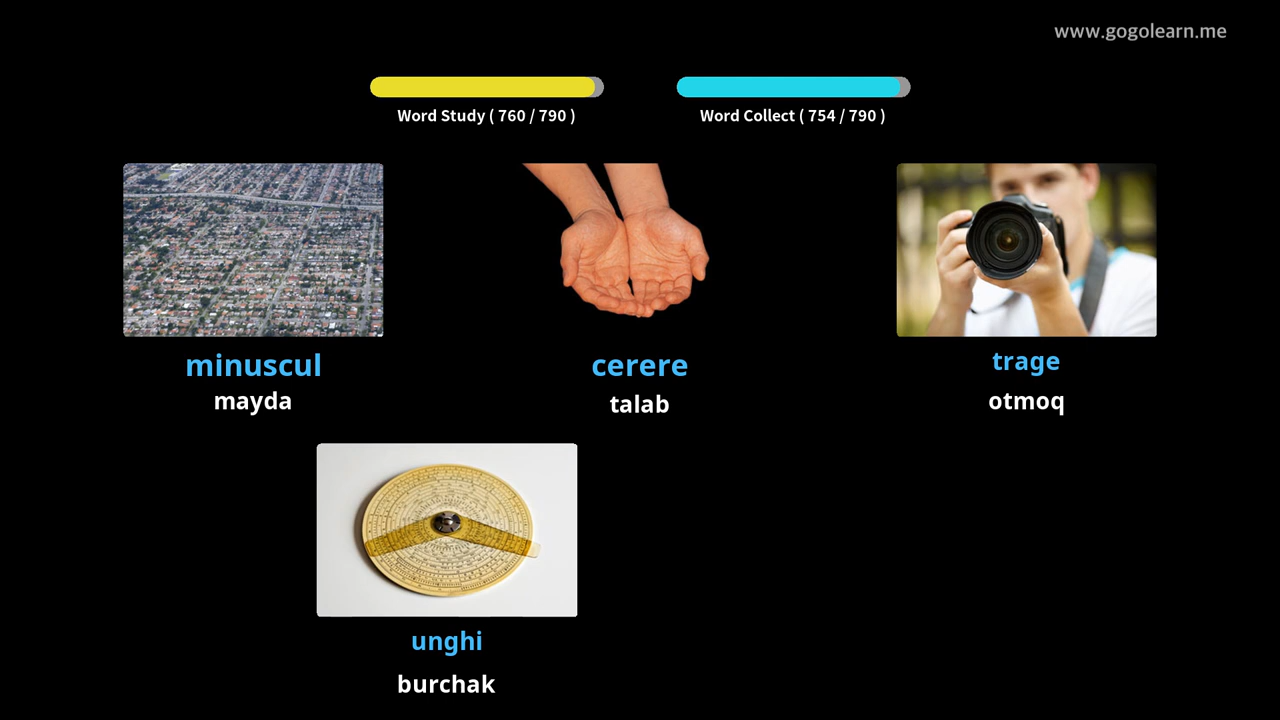 www.gogolearn.me
Word Study ( 760 / 790 )
Word Collect ( 754 / 790 )
minuscul
mayda
cerere
talab
trage
otmoq
unghi
burchak